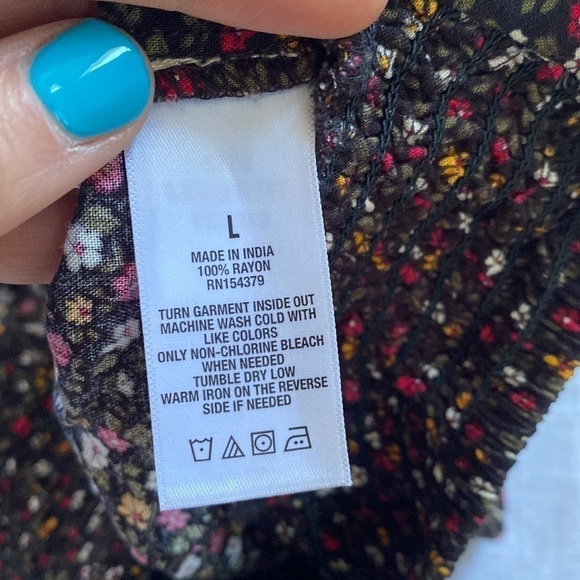 L
MADE IN INDIA
100% RAYON
RN154379
TURN GARMENT INSIDE OUT
MACHINE WASH COLD WITH
LIKE COLORS
ONLY NON-CHLORINE BLEACH
WHEN NEEDED
TUMBLE DRY LOW
WARM IRON ON THE REVERSE
SIDE IF NEEDED